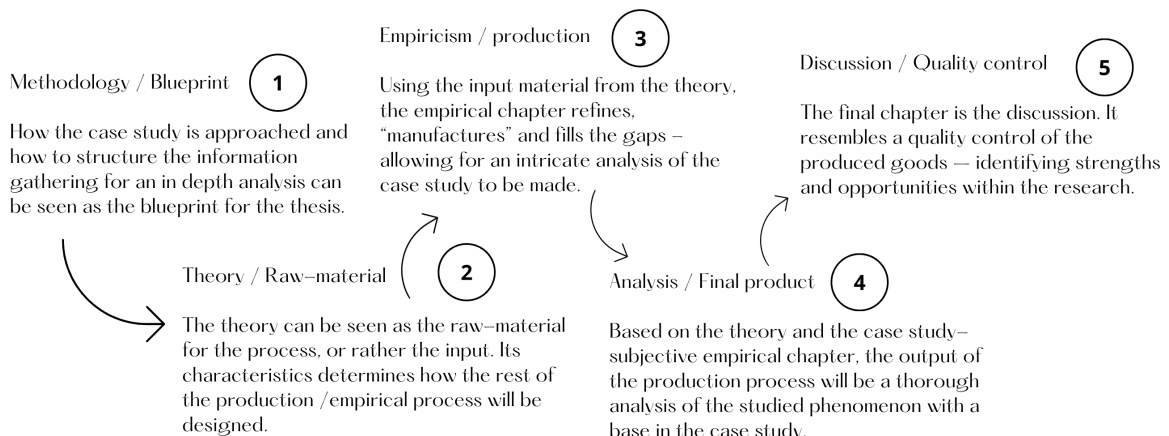 Methodology / Blueprint
1
How the case study is approached and
how to structure the information
gathering for an in depth analysis can
be seen as the blueprint for the thesis.
Theory / Raw–material
2
The theory can be seen as the raw–material
for the process, or rather the input. Its
characteristics determines how the rest of
the production /empirical process will be
designed.
Empiricism / production
3
Using the input material from the theory,
the empirical chapter refines,
“manufactures” and fills the gaps –
allowing for an intricate analysis of the
case study to be made.
Analysis / Final product
4
Based on the theory and the case study–
subjective empirical chapter, the output of
the production process will be a thorough
analysis of the studied phenomenon with a
base in the case study.
Discussion / Quality control
5
The final chapter is the discussion. It
resembles a quality control of the
produced goods — identifying strengths
and opportunities within the research.